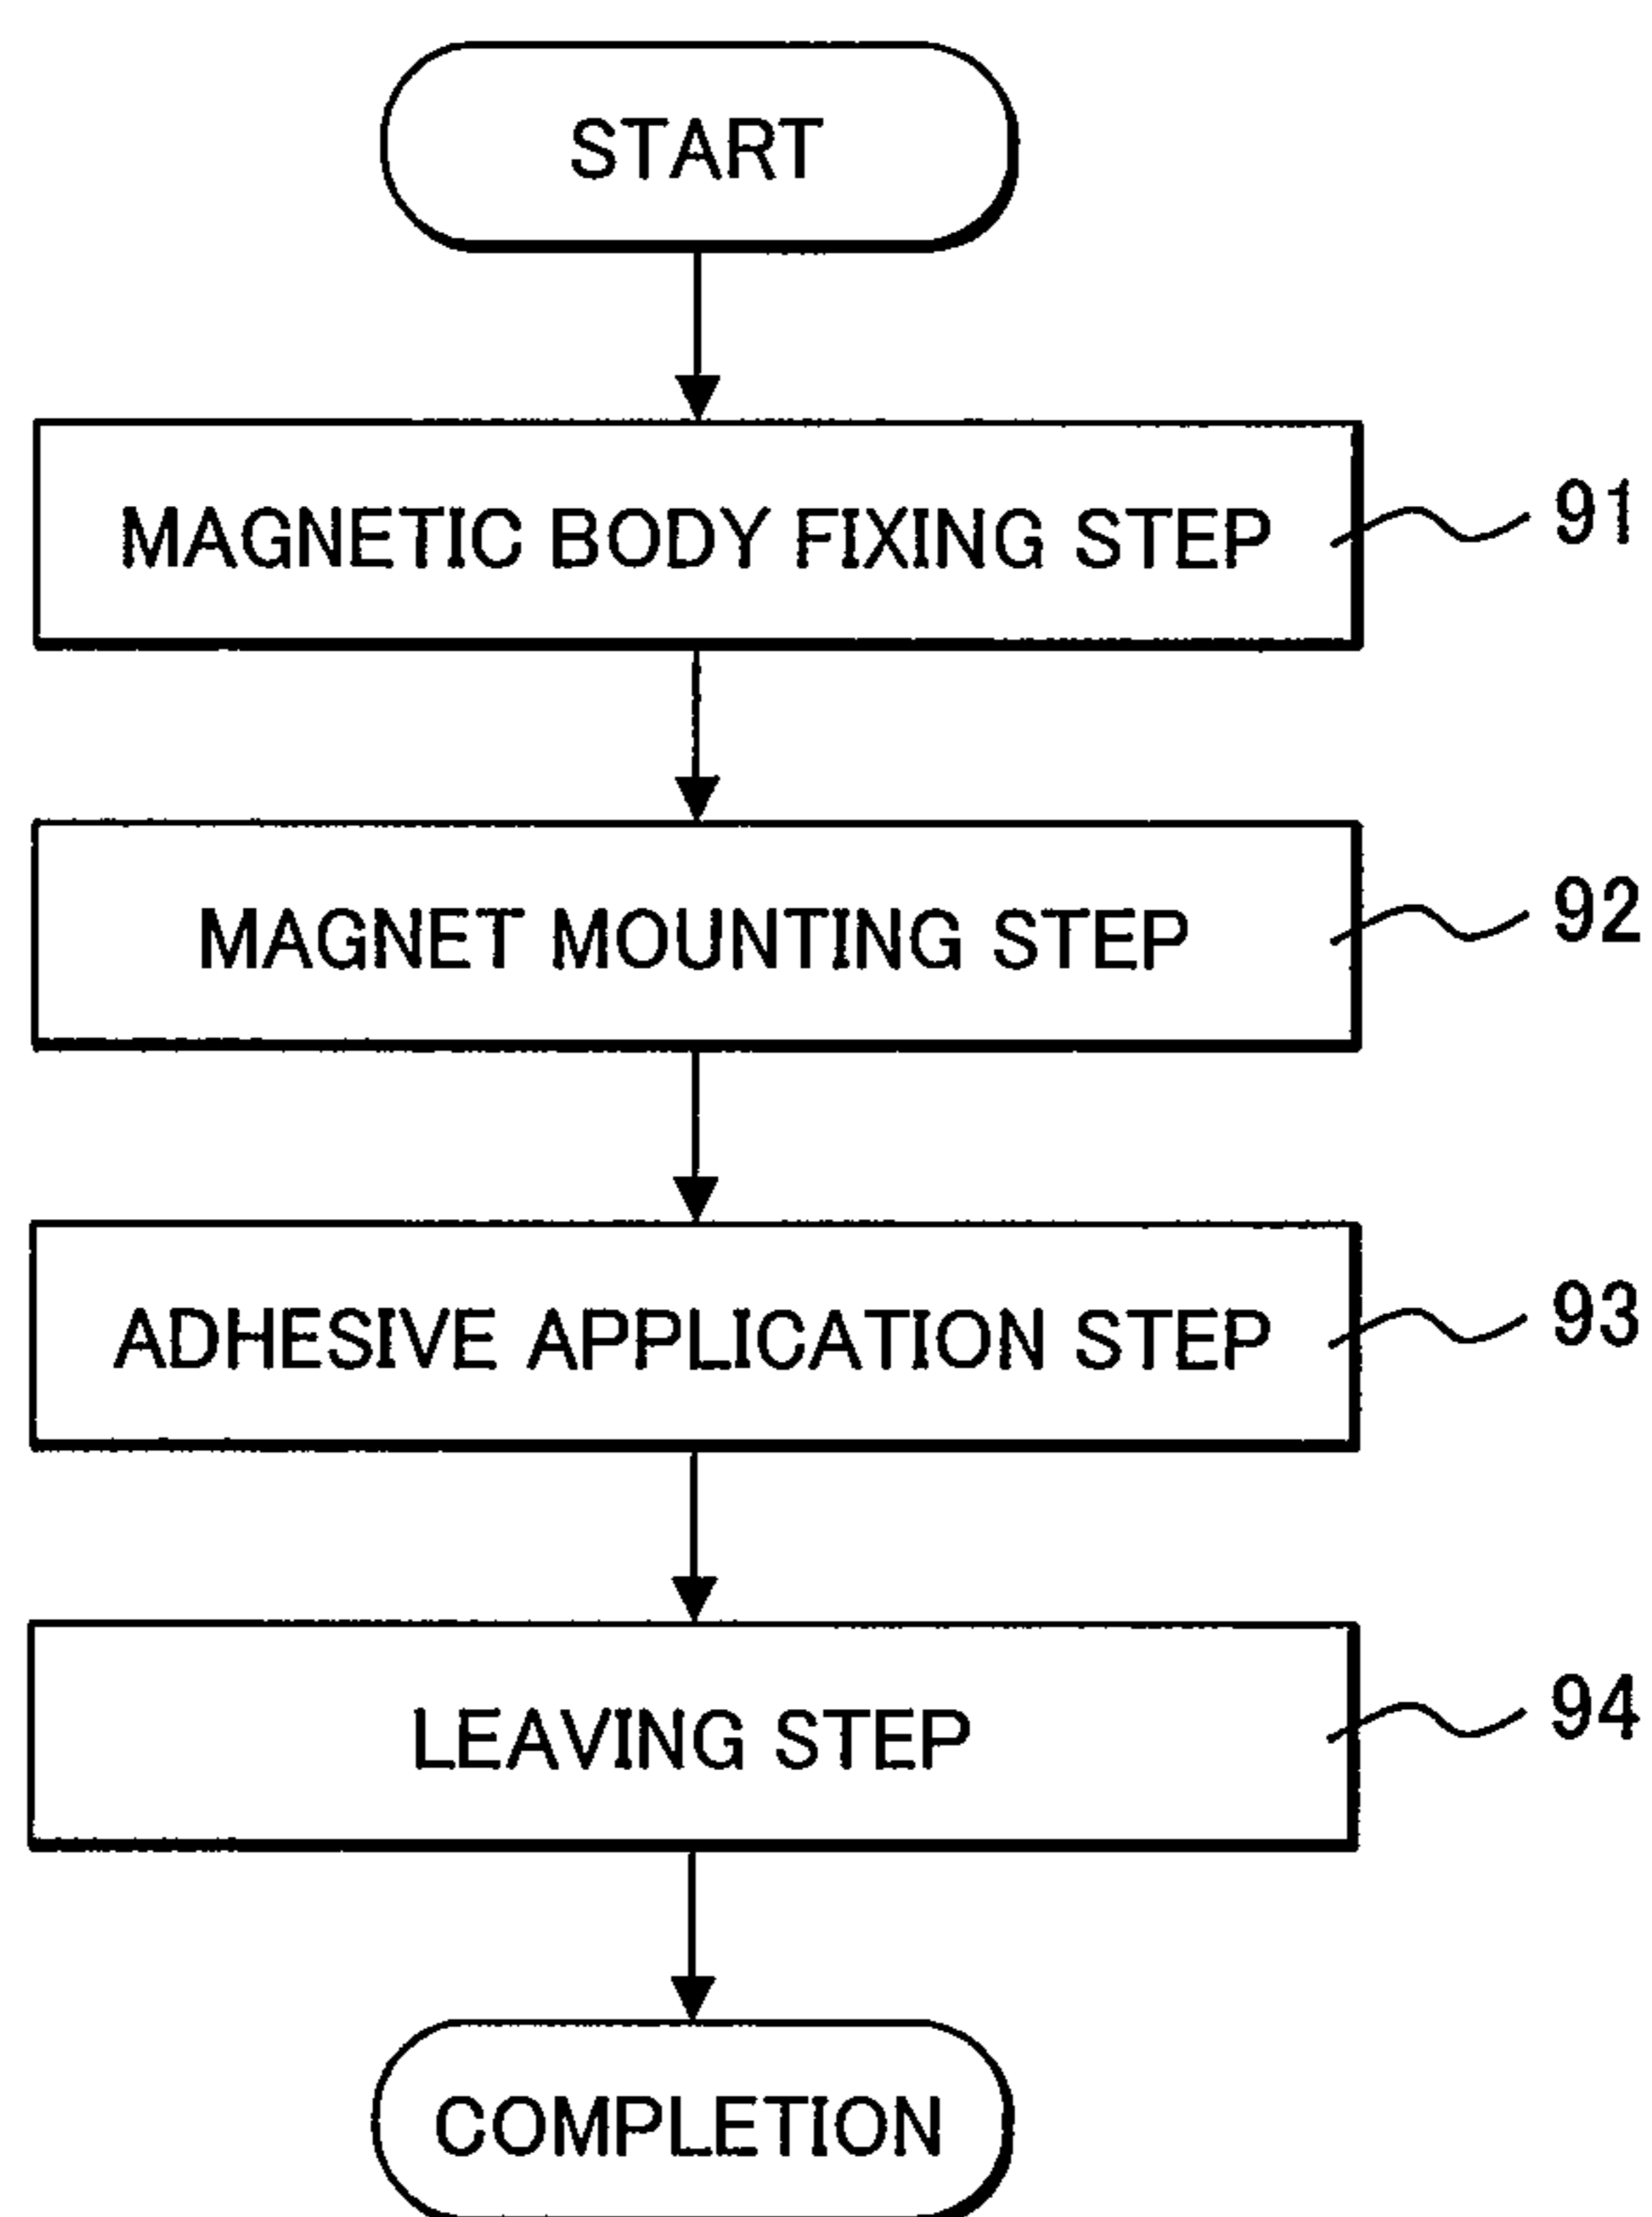 START
MAGNETIC BODY FIXING STEP 91
MAGNET MOUNTING STEP 92
ADHESIVE APPLICATION STEP 93
LEAVING STEP 94
COMPLETION